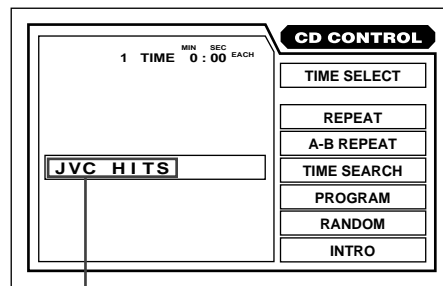 CD CONTROL
MIN SEC
1 TIME 0 : 00 EACH
TIME SELECT
REPEAT
A-B REPEAT
JVC HITS
TIME SEARCH
PROGRAM
RANDOM
INTRO